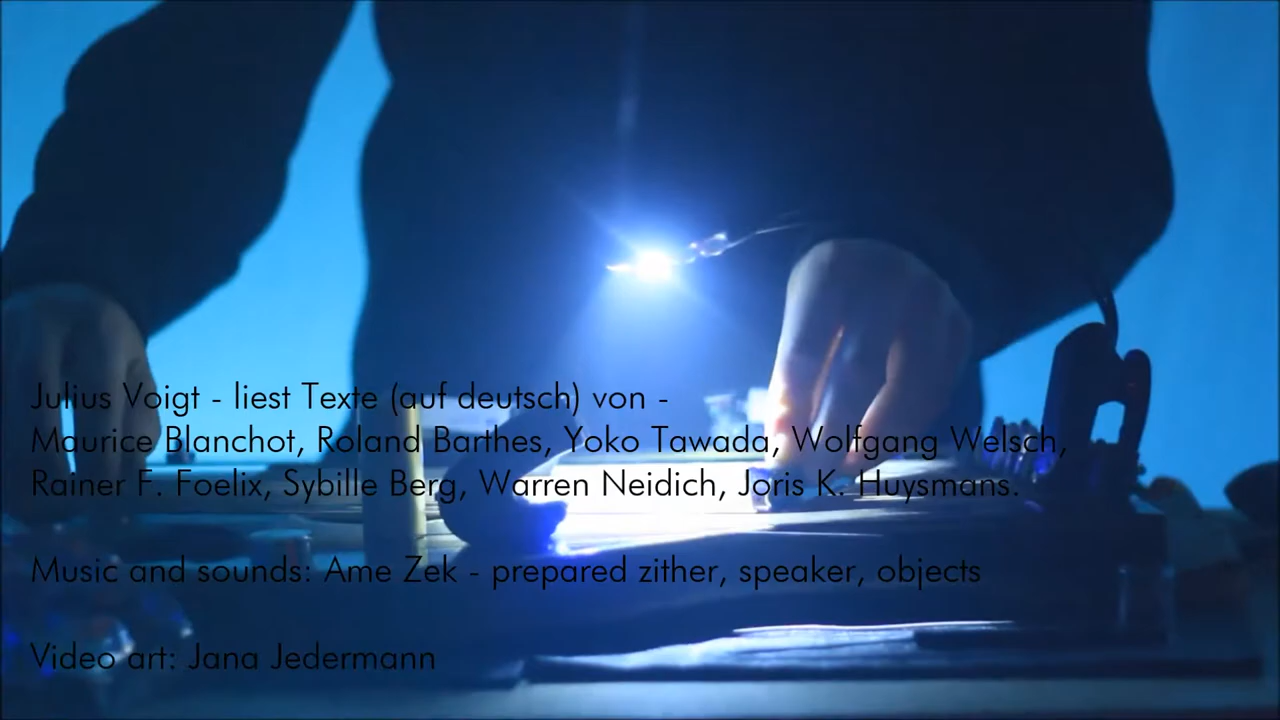 Julius Voigt - liest Texte (auf deutsch) von -
Maurice Blanchot, Roland Barthes, Yoko Tawada, Wolfgang Welsch,
Rainer F. Foelix, Sybille Berg, Warren Neidich, Joris K. Huysmans.
Music and sounds: Ame Zek - prepared zither, speaker, objects
Video art: Jana Jedermann